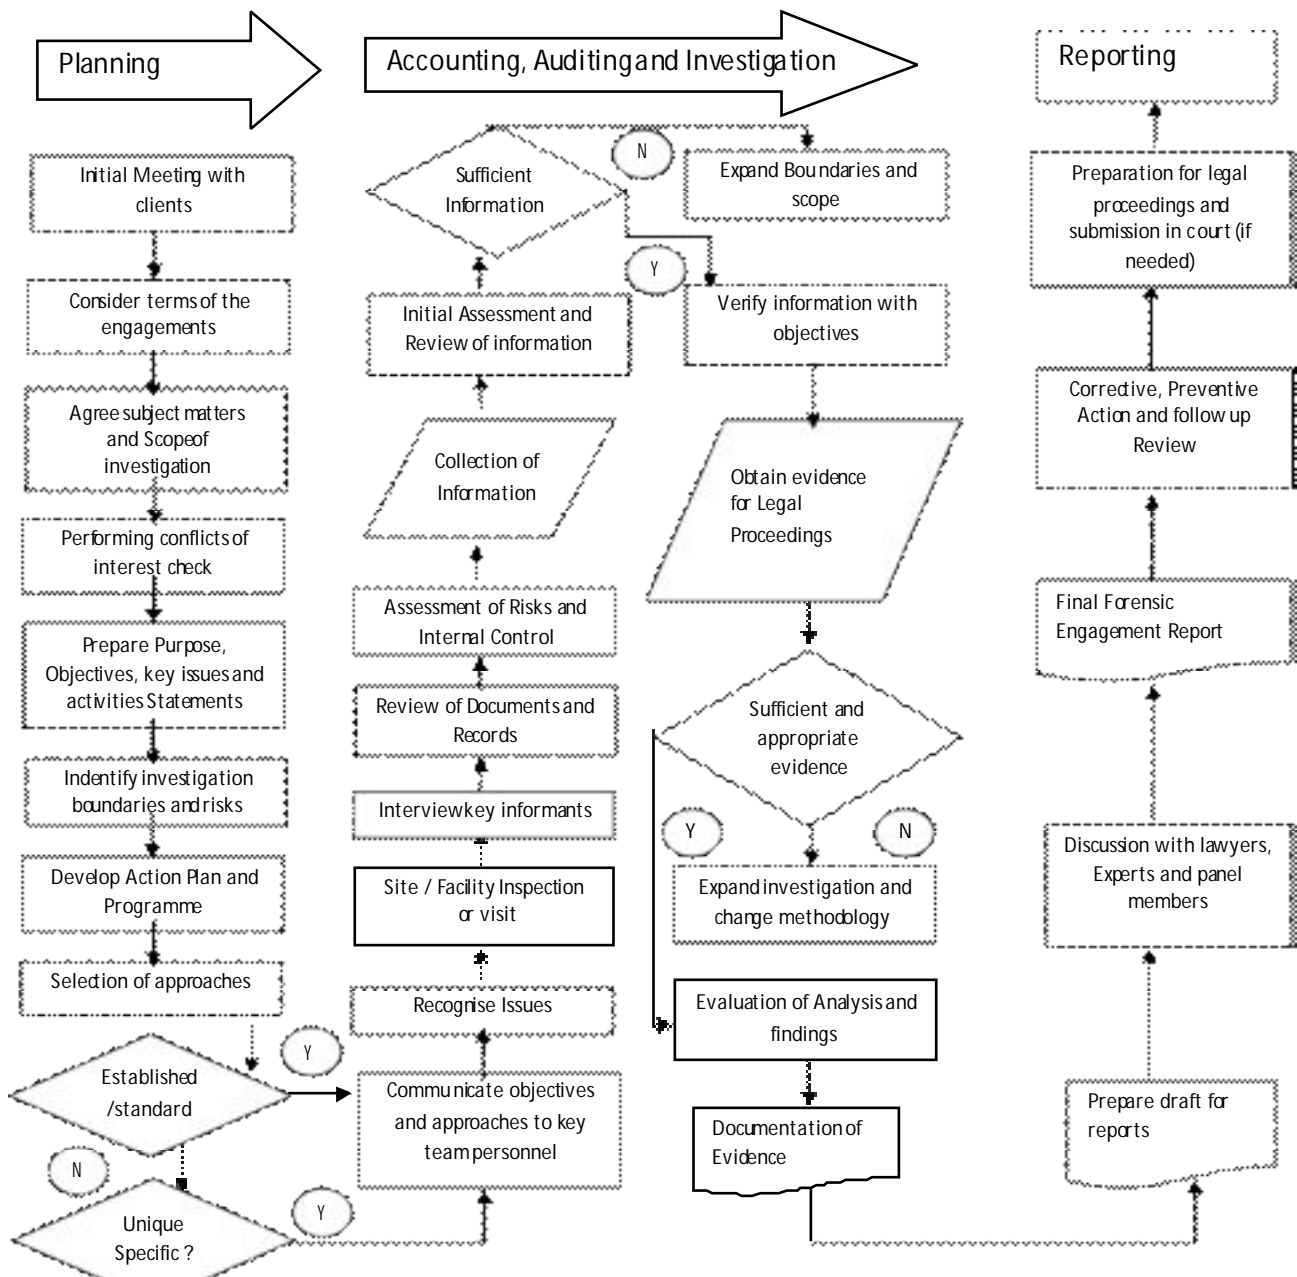 Planning
Accounting, Auditing and Investigation
Reporting
Initial Meeting with
clients
Consider terms of the
engagements
Agree subject matters
and Scope of
investigation
Performing conflicts of
interest check
Prepare Purpose,
Objectives, key issues and
activities Statements
Indentify investigation
boundaries and risks
Develop Action Plan and
Programme
Selection of approaches
Y
Established
/standard
N
Unique
Specific ?
Y
Communicate objectives
and approaches to key
team personnel
Recognise Issues
Site / Facility Inspection
or visit
Interview key informants
Review of Documents and
Records
Assessment of Risks and
Internal Control
Collection of
Information
Initial Assessment and
Review of information
Sufficient
Information
N
Expand Boundaries and
scope
Y
Verify information with
objectives
Obtain evidence
for Legal
Proceedings
Sufficient and
appropriate
evidence
Y
N
Expand investigation and
change methodology
Evaluation of Analysis and
findings
Documentation of
Evidence
Prepare draft for
reports
Discussion with lawyers,
Experts and panel
members
Final Forensic
Engagement Report
Corrective, Preventive
Action and follow up
Review
Preparation for legal
proceedings and
submission in court (if
needed)